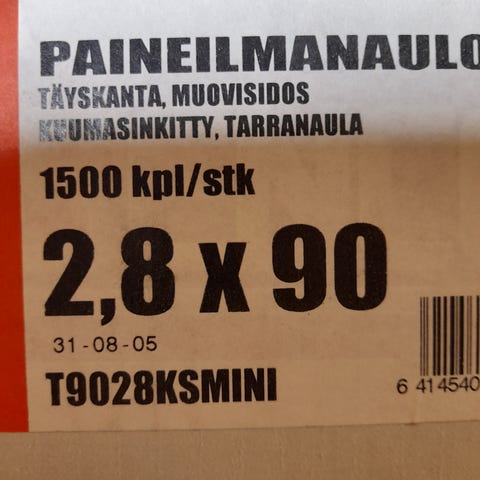 PAINEILMANAULO
TÄYSKANTA, MUOVISIDOS
KUUMASINKITTY, TARRANAULA
1500 kpl/stk
2,8 x 90
31-08-05
T9028KSMINI
6 414540